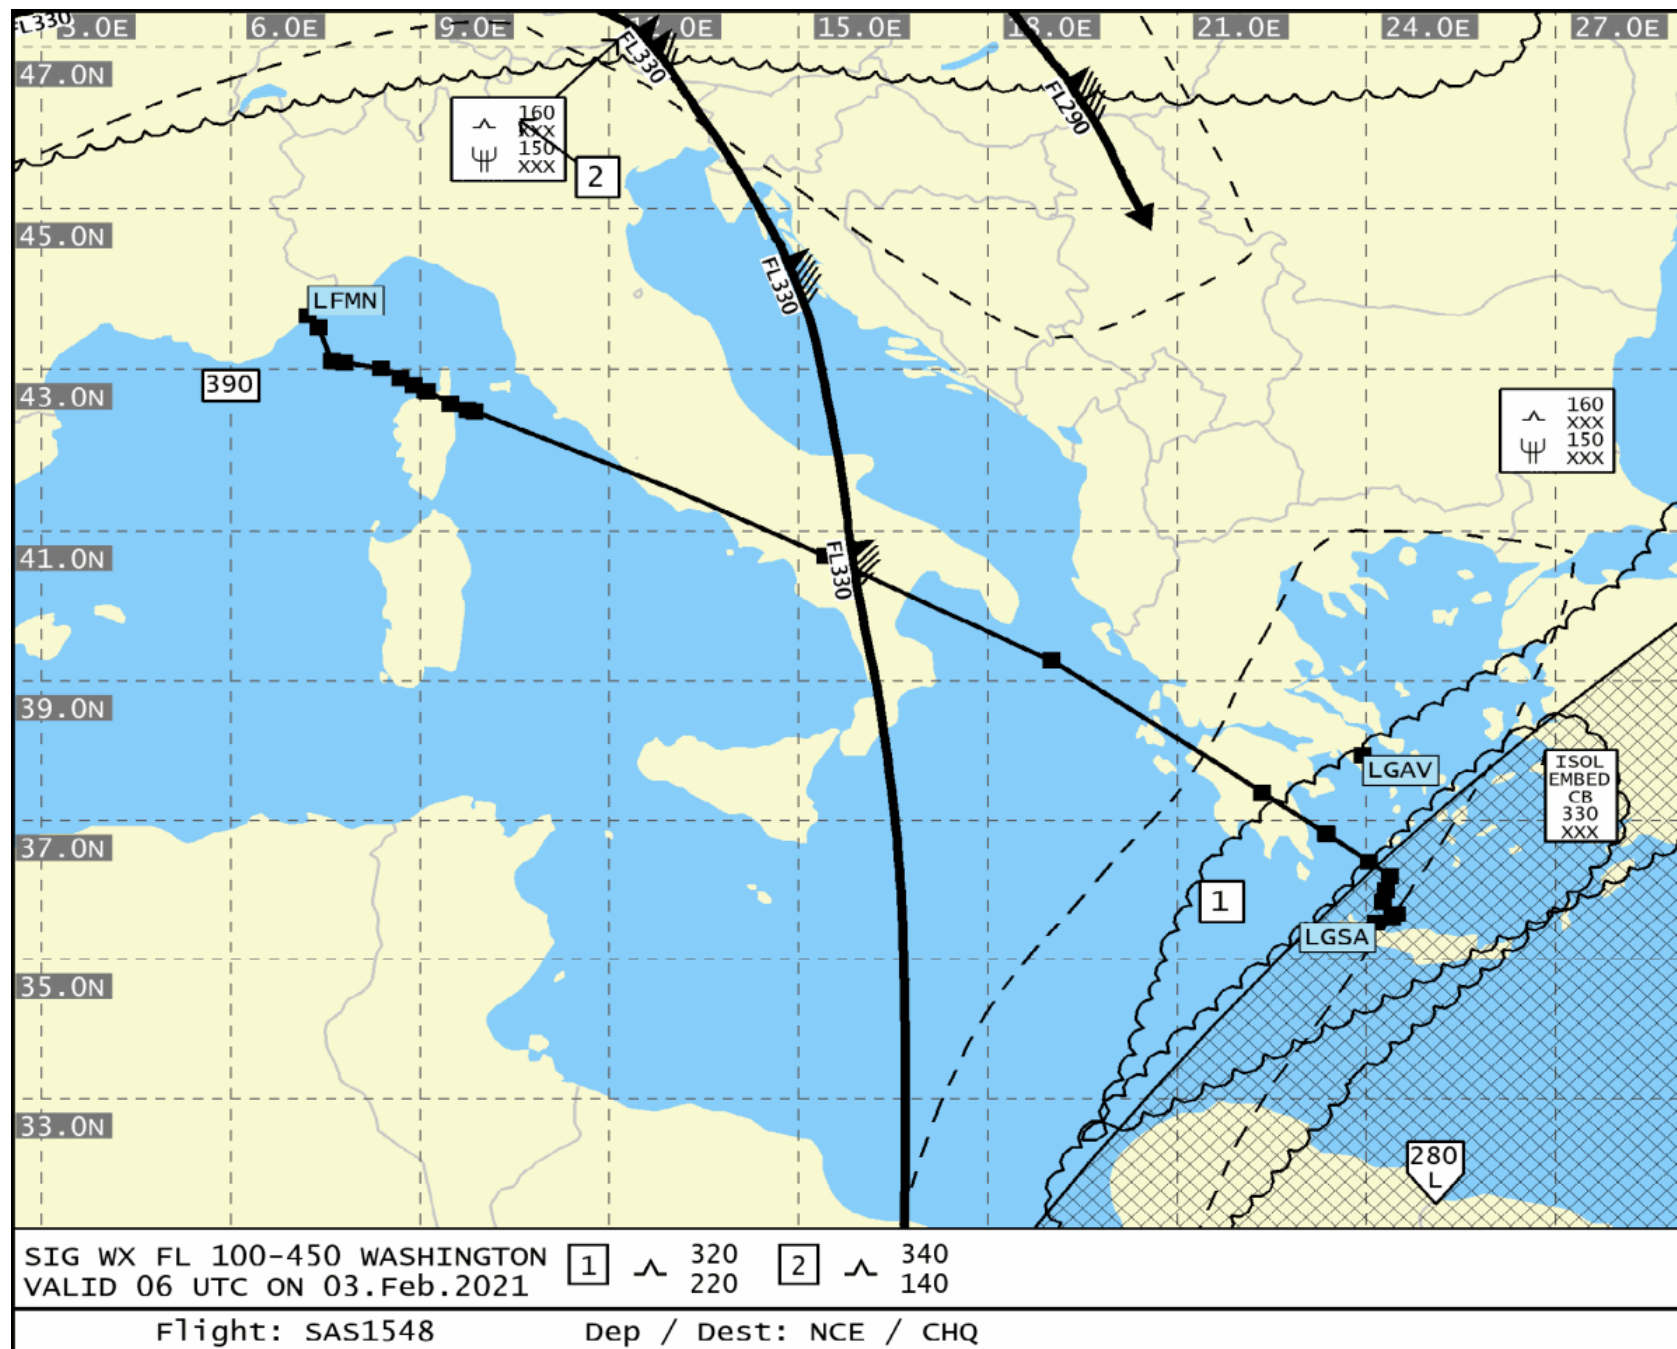 FL330
3.0E
6.0E
9.0E
15.0E
18.0E
21.0E
24.0E
27.0E
FL330
47.0N
FL290
160
XXX
150
XXX
2
45.0N
FL330
LFMN
390
43.0N
160
XXX
150
XXX
41.0N
FL330
39.0N
LGAV
ISOL
EMBED
CB
330
XXX
37.0N
1
LGSA
35.0N
33.0N
280
L
SIG WX FL 100-450 WASHINGTON
VALID 06 UTC ON 03.Feb.2021
1 320
220
2 340
140
Flight: SAS1548 Dep / Dest: NCE / CHQ